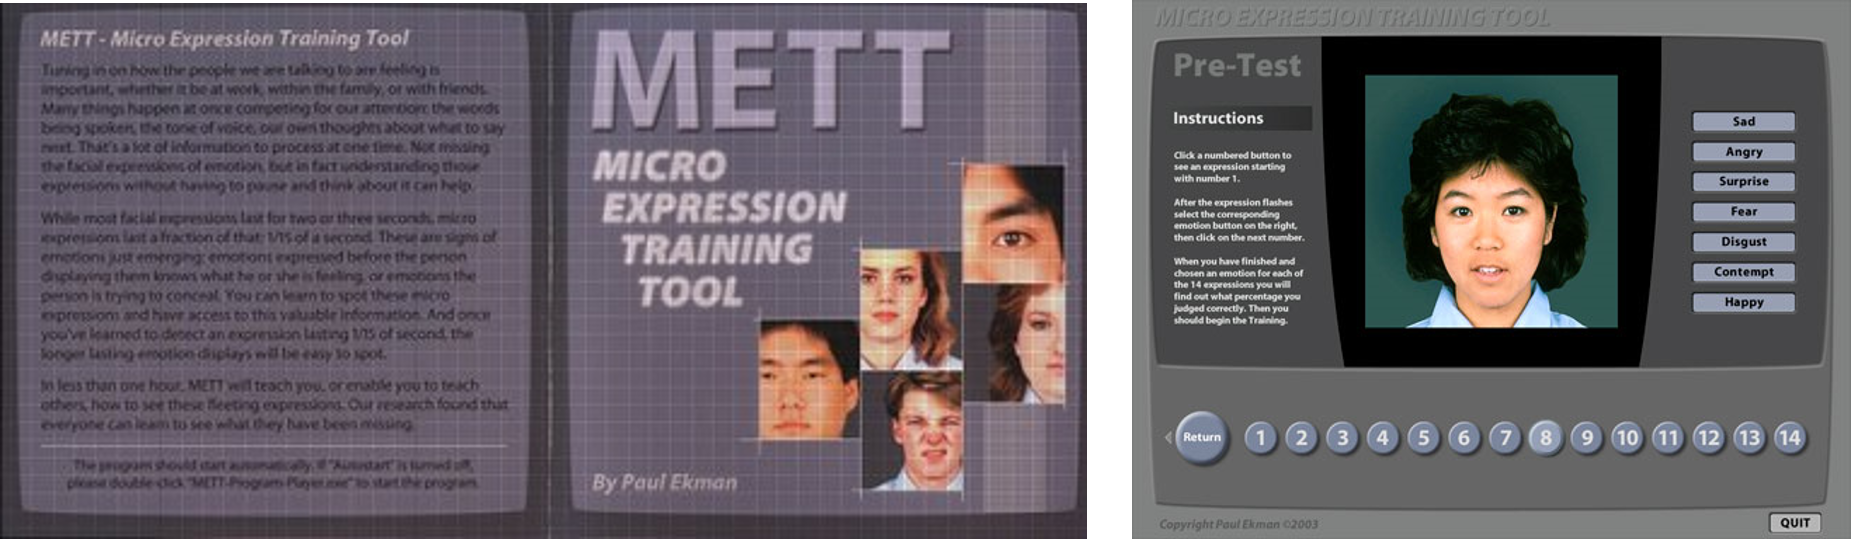 METT - Micro Expression Training Tool
Tuning in on how the people we are talking to are feeling is
important, whether it be at work, within the family, or with friends.
Many things happen at once competing for our attention: the words
being spoken, the tone of voice, our own thoughts about what to say
next. That's a lot of information to process at one time. Not missing
the facial expressions of emotion, but in fact understanding those
expressions without having to pause and think about it can help.
While most facial expressions last for two or three seconds, micro
expressions last a fraction of that: 1/15 of a second. These are signs of
emotions just emerging; emotions expressed before the person
displaying them knows what he or she is feeling, or emotions the
person is trying to conceal. You can learn to spot these micro
expressions and have access to this valuable information. And once
you've learned to detect an expression lasting 1/15 of second, the
longer lasting emotion displays will be easy to spot.
In less than one hour, METT will teach you, or enable you to teach
others, how to see these fleeting expressions. Our research found that
everyone can learn to see what they have been missing.
The program should start automatically. If "Autostart" is turned off,
please double-click "METT-Program-Player.exe" to start the program.
METT
MICRO
EXPRESSION
TRAINING
TOOL
By Paul Ekman
MICRO EXPRESSION TRAINING TOOL
Pre-Test
Instructions
Click a numbered button to
see an expression starting
with number 1.
After the expression flashes
select the corresponding
emotion button on the right,
then click on the next number.
When you have finished and
chosen an emotion for each of
the 14 expressions you will
find out what percentage you
judged correctly. Then you
should begin the Training.
Sad
Angry
Surprise
Fear
Disgust
Contempt
Happy
Return 1 2 3 4 5 6 7 8 9 10 11 12 13 14
Copyright Paul Ekman ©2003
QUIT